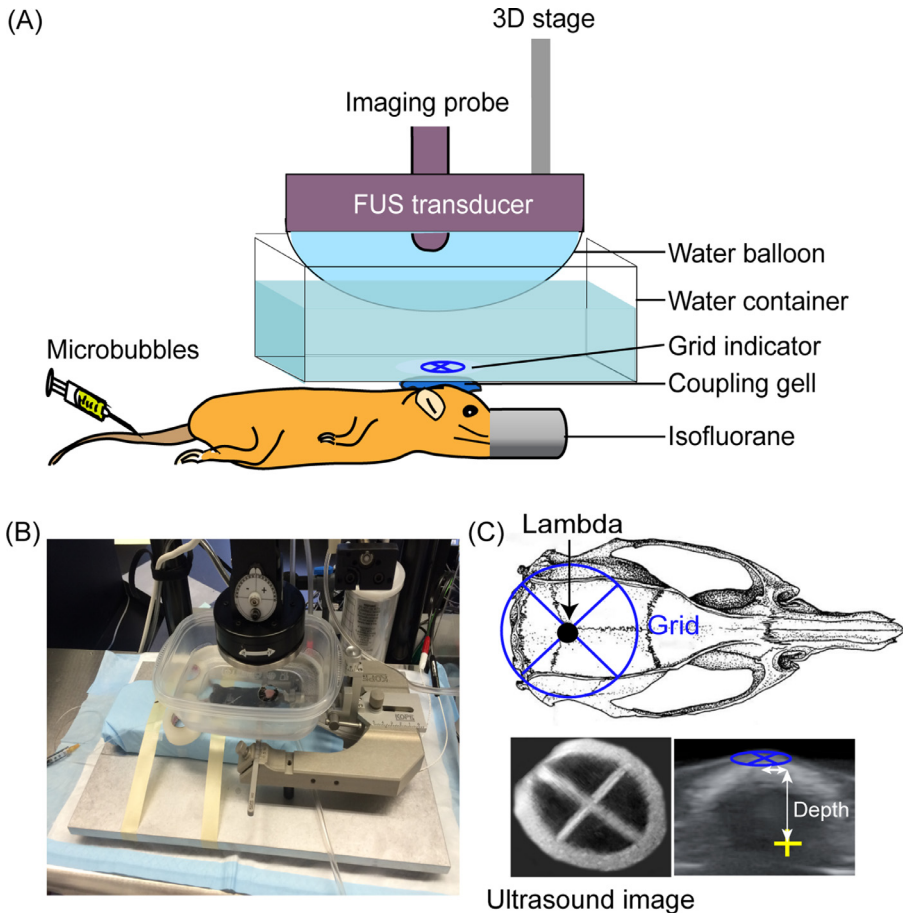 (A)
3D stage
Imaging probe
FUS transducer
Water balloon
Water container
Grid indicator
Coupling gell
Isofluorane
Microbubbles
(B)
(C)
Lambda
Grid
Depth
Ultrasound image